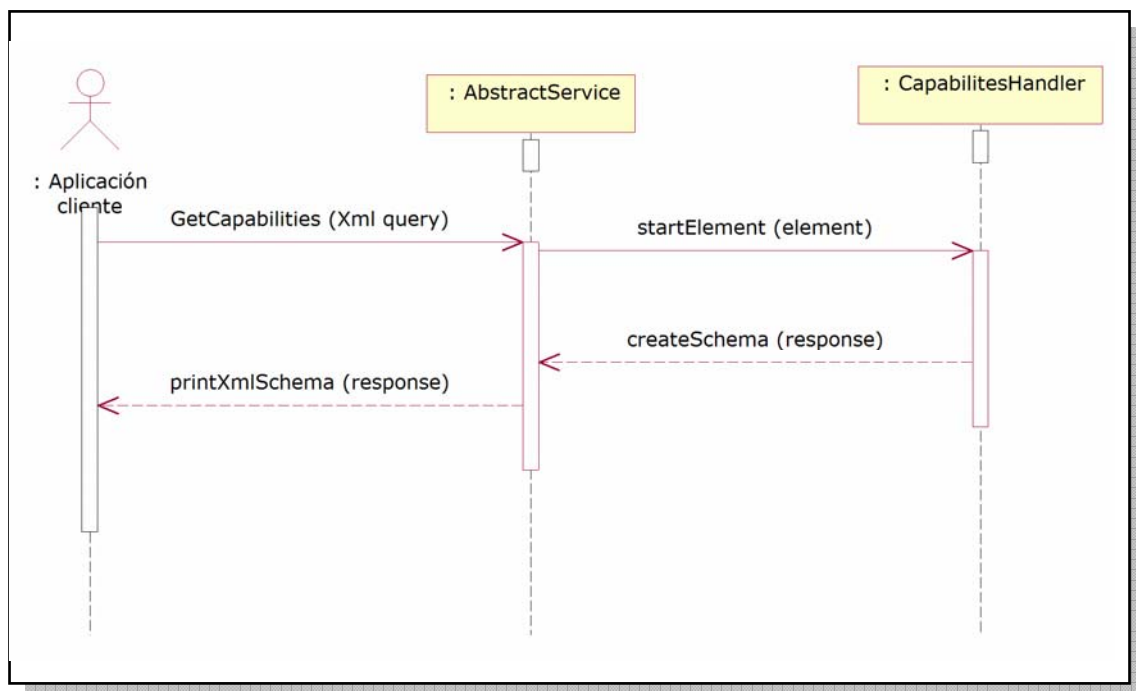 : AbstractService
: CapabilitesHandler
: Aplicación
cliente
GetCapabilities (Xml query)
startElement (element)
createSchema (response)
printXmlSchema (response)